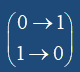 (0 → 1
1 → 0)